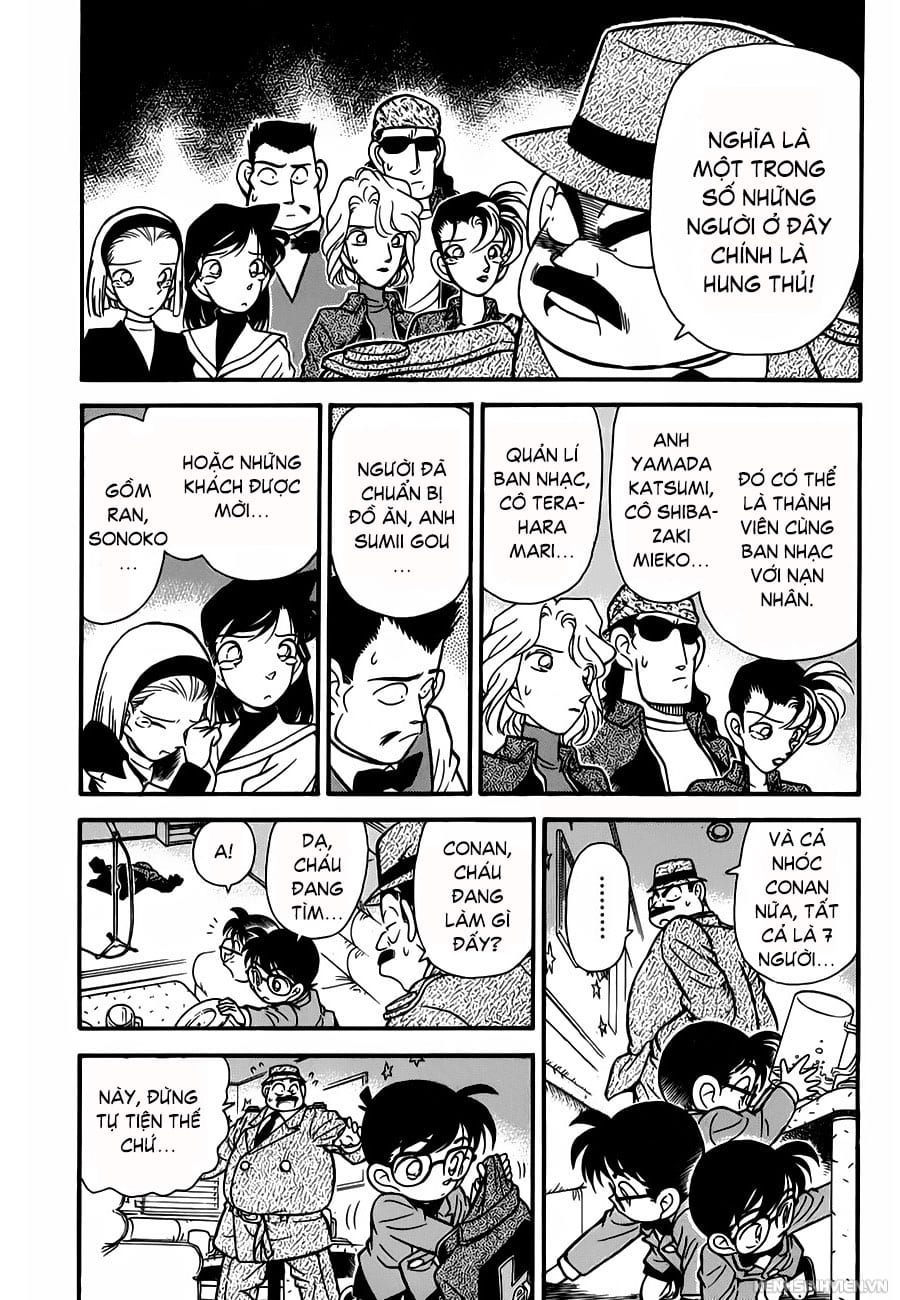 NGHĨA LÀ
MỘT TRONG
SỐ NHỮNG
NGƯỜI Ở ĐÂY
CHÍNH LÀ
HUNG THỦ!
ĐÓ CÓ THỂ
LÀ THÀNH
VIÊN CÙNG
BAN NHẠC
VỚI NẠN
NHÂN.
ANH
YAMADA
KATSUMI,
CÔ SHIBA-
ZAKI
MIEKO...
QUẢN LÍ
BAN NHẠC,
CÔ TERA-
HARA
MARI...
NGƯỜI ĐÃ
CHUẨN BỊ
ĐỒ ĂN, ANH
SUMII GOU
...
HOẶC NHỮNG
KHÁCH ĐƯỢC
MỜI...
GỒM
RAN,
SONOKO
...
VÀ CẢ
NHÓC
CONAN
NỮA, TẤT
CẢ LÀ 7
NGƯỜI...
........
CONAN,
CHÁU
ĐANG
LÀM GÌ
ĐẤY?
DẠ,
CHÁU
ĐANG
TÌM...
A!
NÀY, ĐỪNG
TỰ TIỆN THẾ
CHỨ...